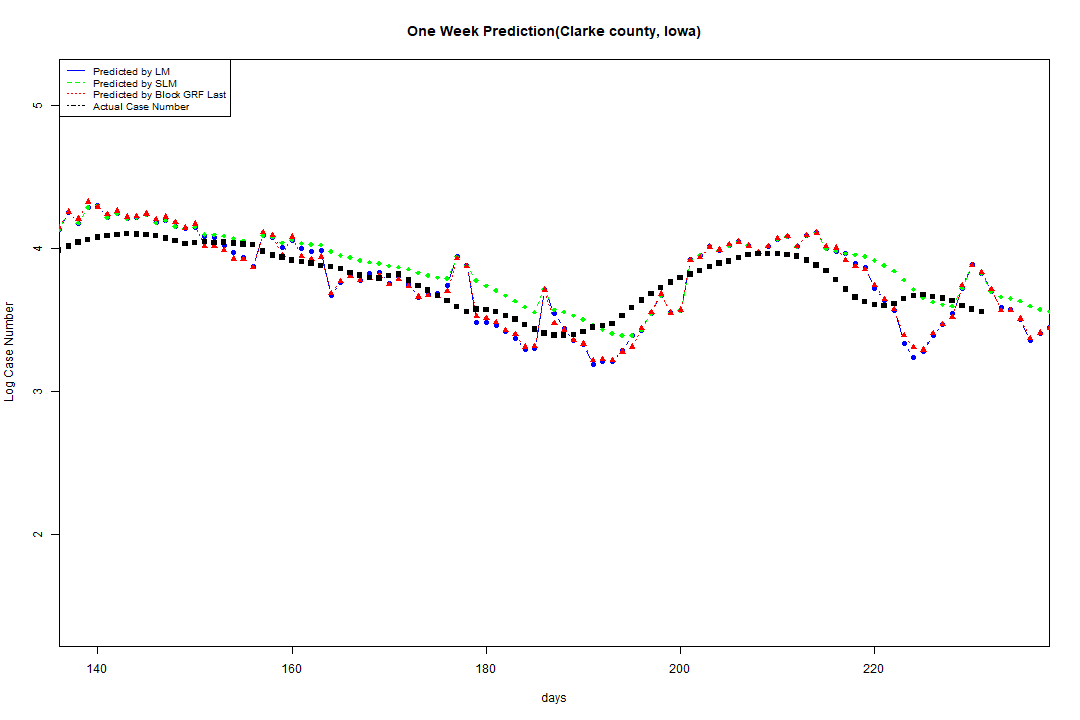 One Week Prediction(Clarke county, Iowa)
Predicted by LM
Predicted by SLM
Predicted by Block GRF Last
Actual Case Number
5
4
3
2
Log Case Number
140 160 180 200 220
days